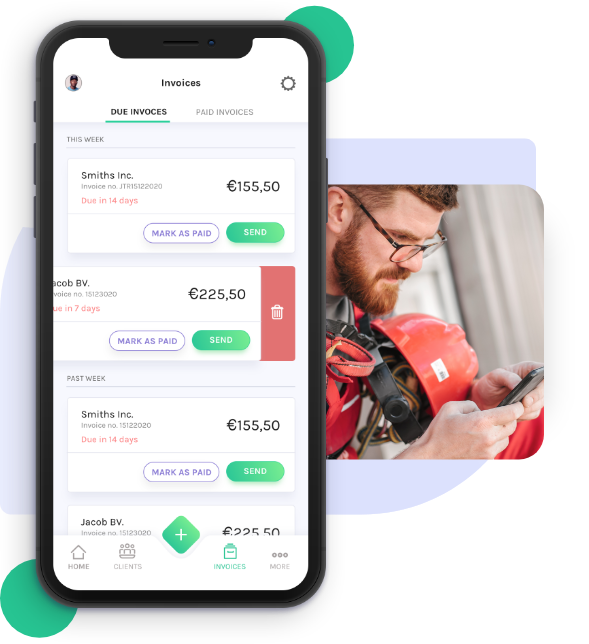 Invoices
DUE INVOCES
PAID INVOICES
THIS WEEK
Smiths Inc.
Invoice no. JTR15122020
€155,50
Due in 14 days
MARK AS PAID
SEND
acob BV.
voice no. 15123020
€225,50
ue in 7 days
MARK AS PAID
SEND
PAST WEEK
Smiths Inc.
Invoice no. 15122020
€155,50
Due in 14 days
MARK AS PAID
SEND
Jacob BV.
Invoice no. 15123020
€225,50
HOME
CLIENTS
INVOICES
MORE